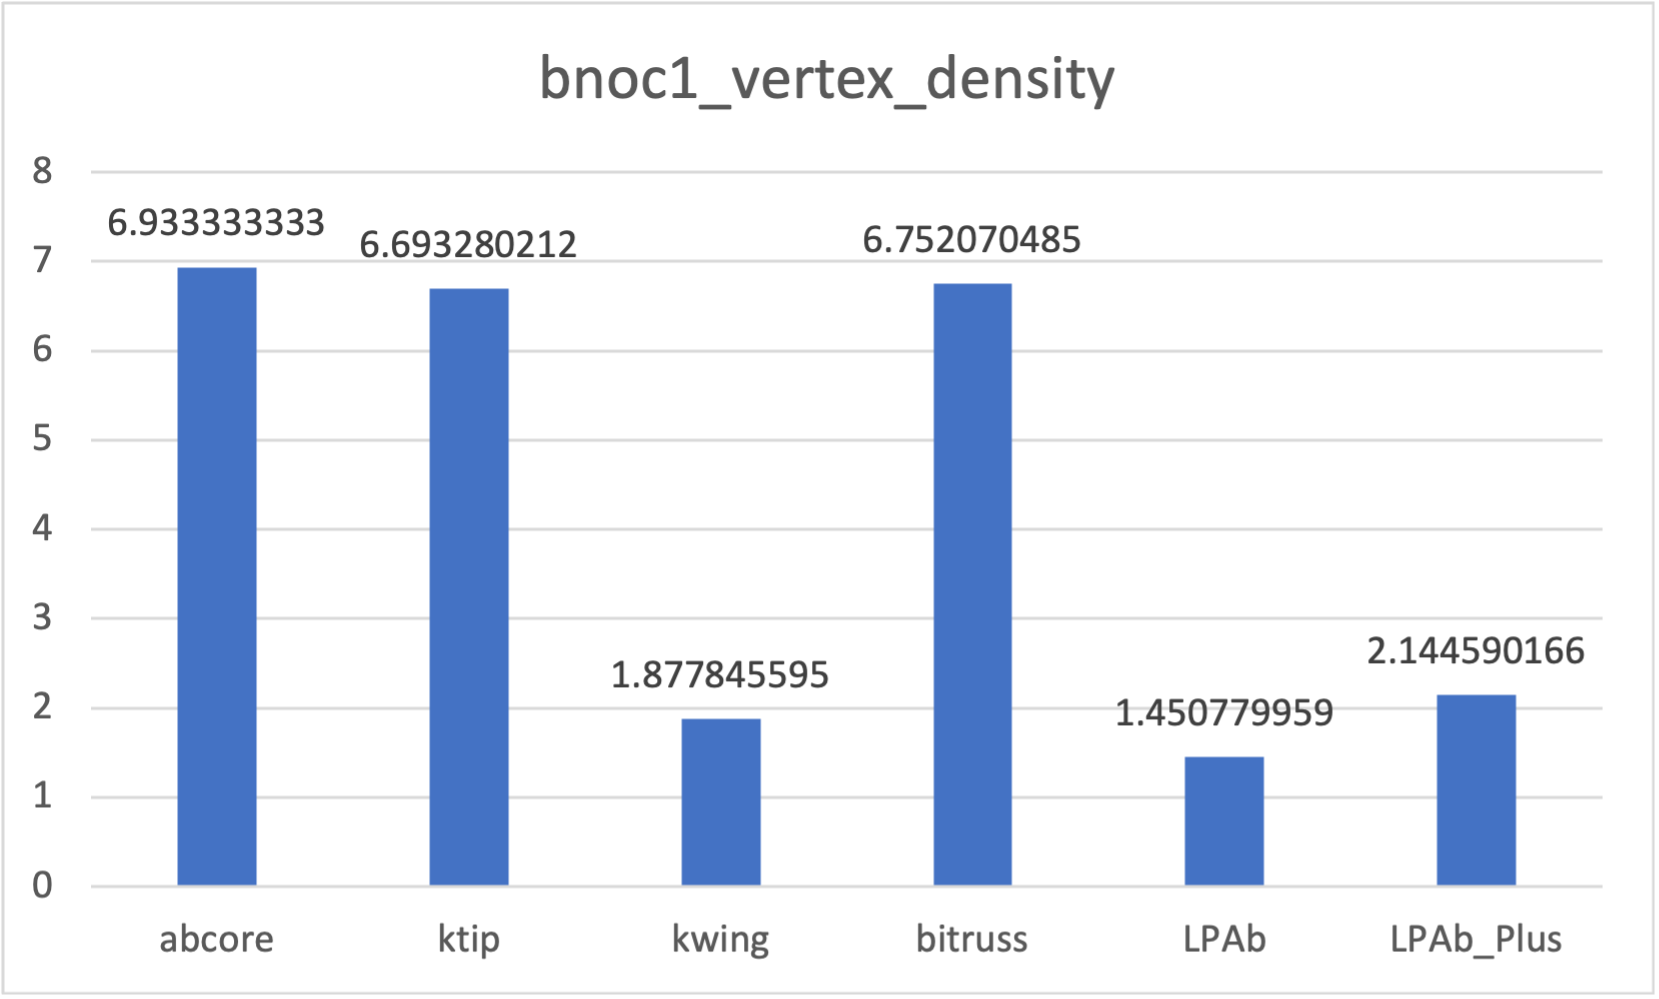 bnoc1_vertex_density
8
7
6
5
4
3
2
1
0
6.933333333
6.693280212
1.877845595
6.752070485
1.450779959
2.144590166
abcore
ktip
kwing
bitruss
LPAb
LPAb_Plus